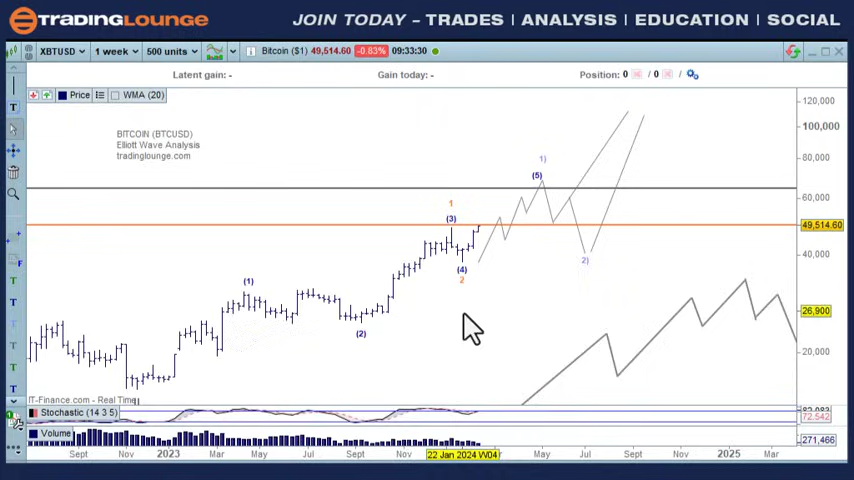 TRADINGLOUNGE
JOIN TODAY - TRADES | ANALYSIS | EDUCATION | SOCIAL
XBTUSD
1 week
500 units
Bitcoin ($1) 49,514.60 -0.83% 09:33:30
Latent gain: -
Gain today: -
Position: 0 / 0 /
Price
WMA (20)
BITCOIN (BTCUSD)
Elliott Wave Analysis
tradinglounge.com
120,000
100,000
80,000
60,000
49,514.60
40,000
26,900
20,000
1)
(5)
1
(3)
(4)
2
2)
(1)
(2)
IT-Finance.com - Real Time
Stochastic (14 3 5)
72.542
Volume
271,466
Sept
Nov
2023
Mar
May
Jul
Sept
Nov
22 Jan 2024 W04
May
Jul
Sept
Nov
2025
Mar